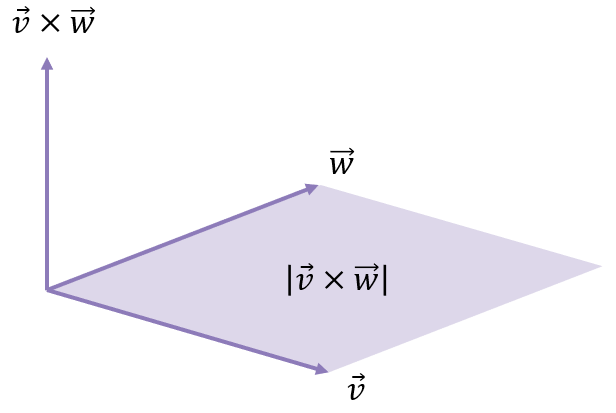 v⃗ × w⃗
w⃗
|v⃗ × w⃗|
v⃗